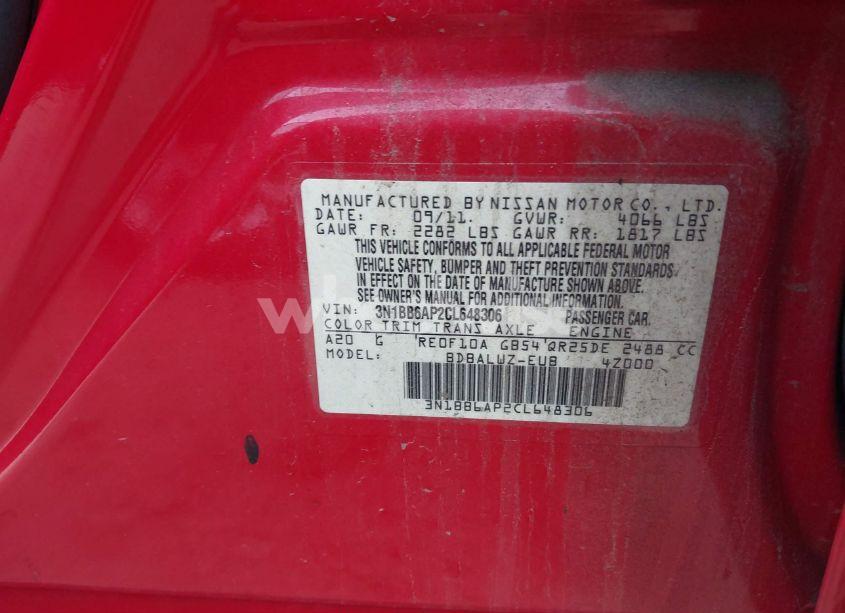 MANUFACTURED BY NISSAN MOTOR CO., LTD.
DATE: 09/11. GVWR: 4066 LBS
GAWR FR: 2282 LBS GAWR RR: 1817 LBS
THIS VEHICLE CONFORMS TO ALL APPLICABLE FEDERAL MOTOR
VEHICLE SAFETY, BUMPER AND THEFT PREVENTION STANDARDS
IN EFFECT ON THE DATE OF MANUFACTURE SHOWN ABOVE.
SEE OWNER'S MANUAL FOR ADDITIONAL INFORMATION.
VIN: 3N1BB6AP2CL648306 PASSENGER CAR.
COLOR TRIM TRANS AXLE ENGINE
A20 G RE0F10A GB54 QR25DE 2488 CC
MODEL: BDBALWZ-EUB 4Z000
3N1BB6AP2CL648306